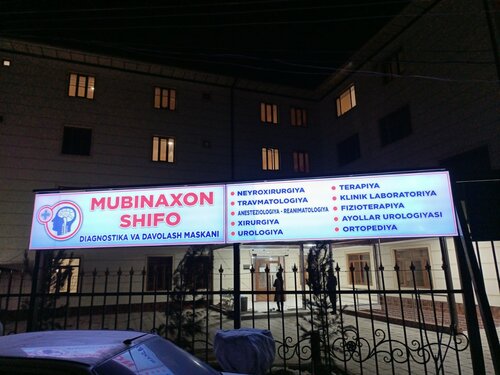 MUBINAXON
SHIFO
DIAGNOSTIKA VA DAVOLASH MASKANI
• NEYROXIRURGIYA
• TRAVMATOLOGIYA
• ANESTEZIOLOGIYA - REANIMATOLOGIYA
• XIRURGIYA
• UROLOGIYA
• TERAPIYA
• KLINIK LABORATORIYA
• FIZIOTERAPIYA
• AYOLLAR UROLOGIYASI
• ORTOPEDIYA